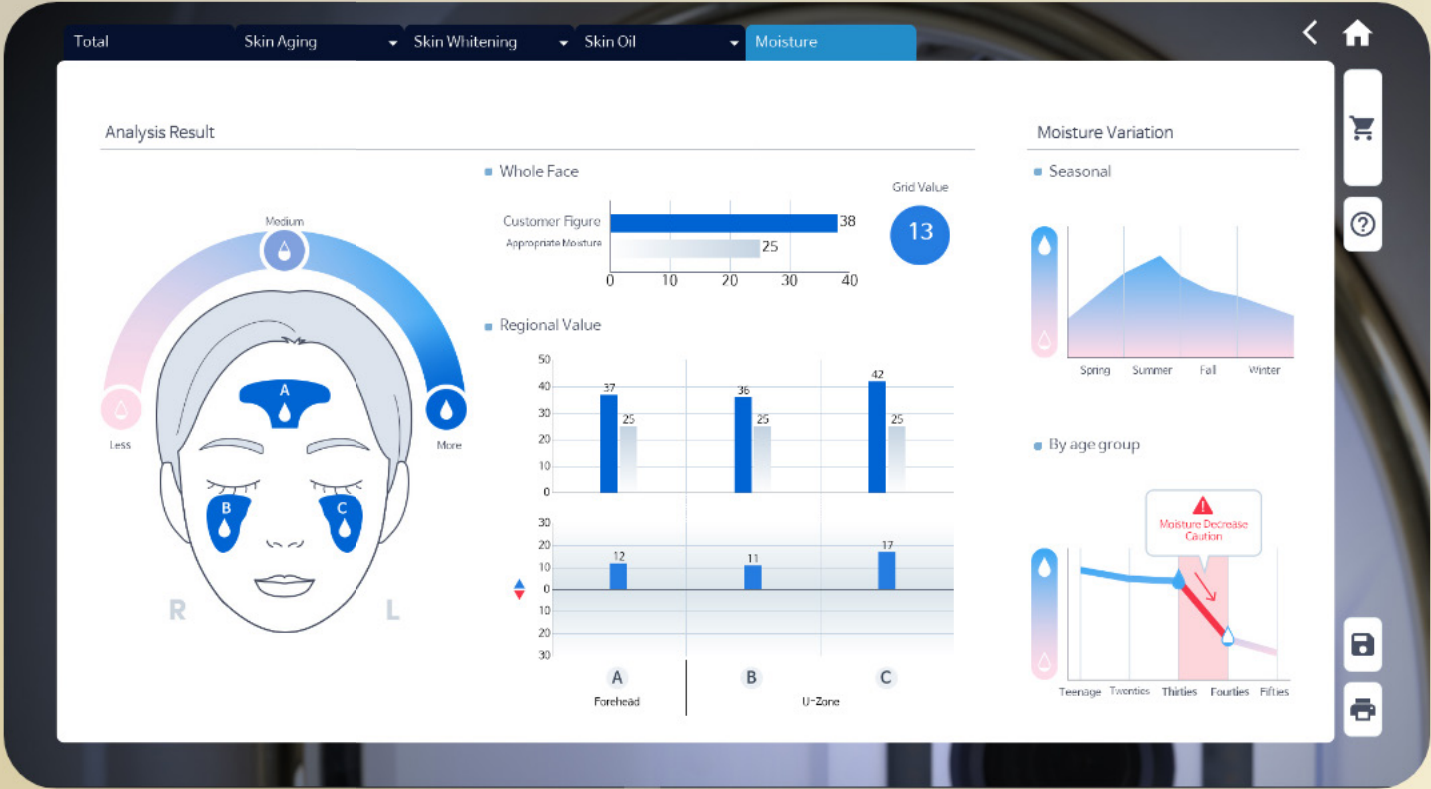 Total
Skin Aging
Skin Whitening
Skin Oil
Moisture
Analysis Result
Medium
Less
More
A
B
C
R
L
Whole Face
Customer Figure
38
Appropriate Moisture
25
0 10 20 30 40
Grid Value
13
Regional Value
50
40
30
20
10
0
37
25
36
25
42
25
30
20
10
0
10
20
30
12
11
17
A
B
C
Forehead
U-Zone
Moisture Variation
Seasonal
Spring Summer Fall Winter
By age group
Moisture Decrease
Caution
Teenage Twenties Thirties Fourties Fifties